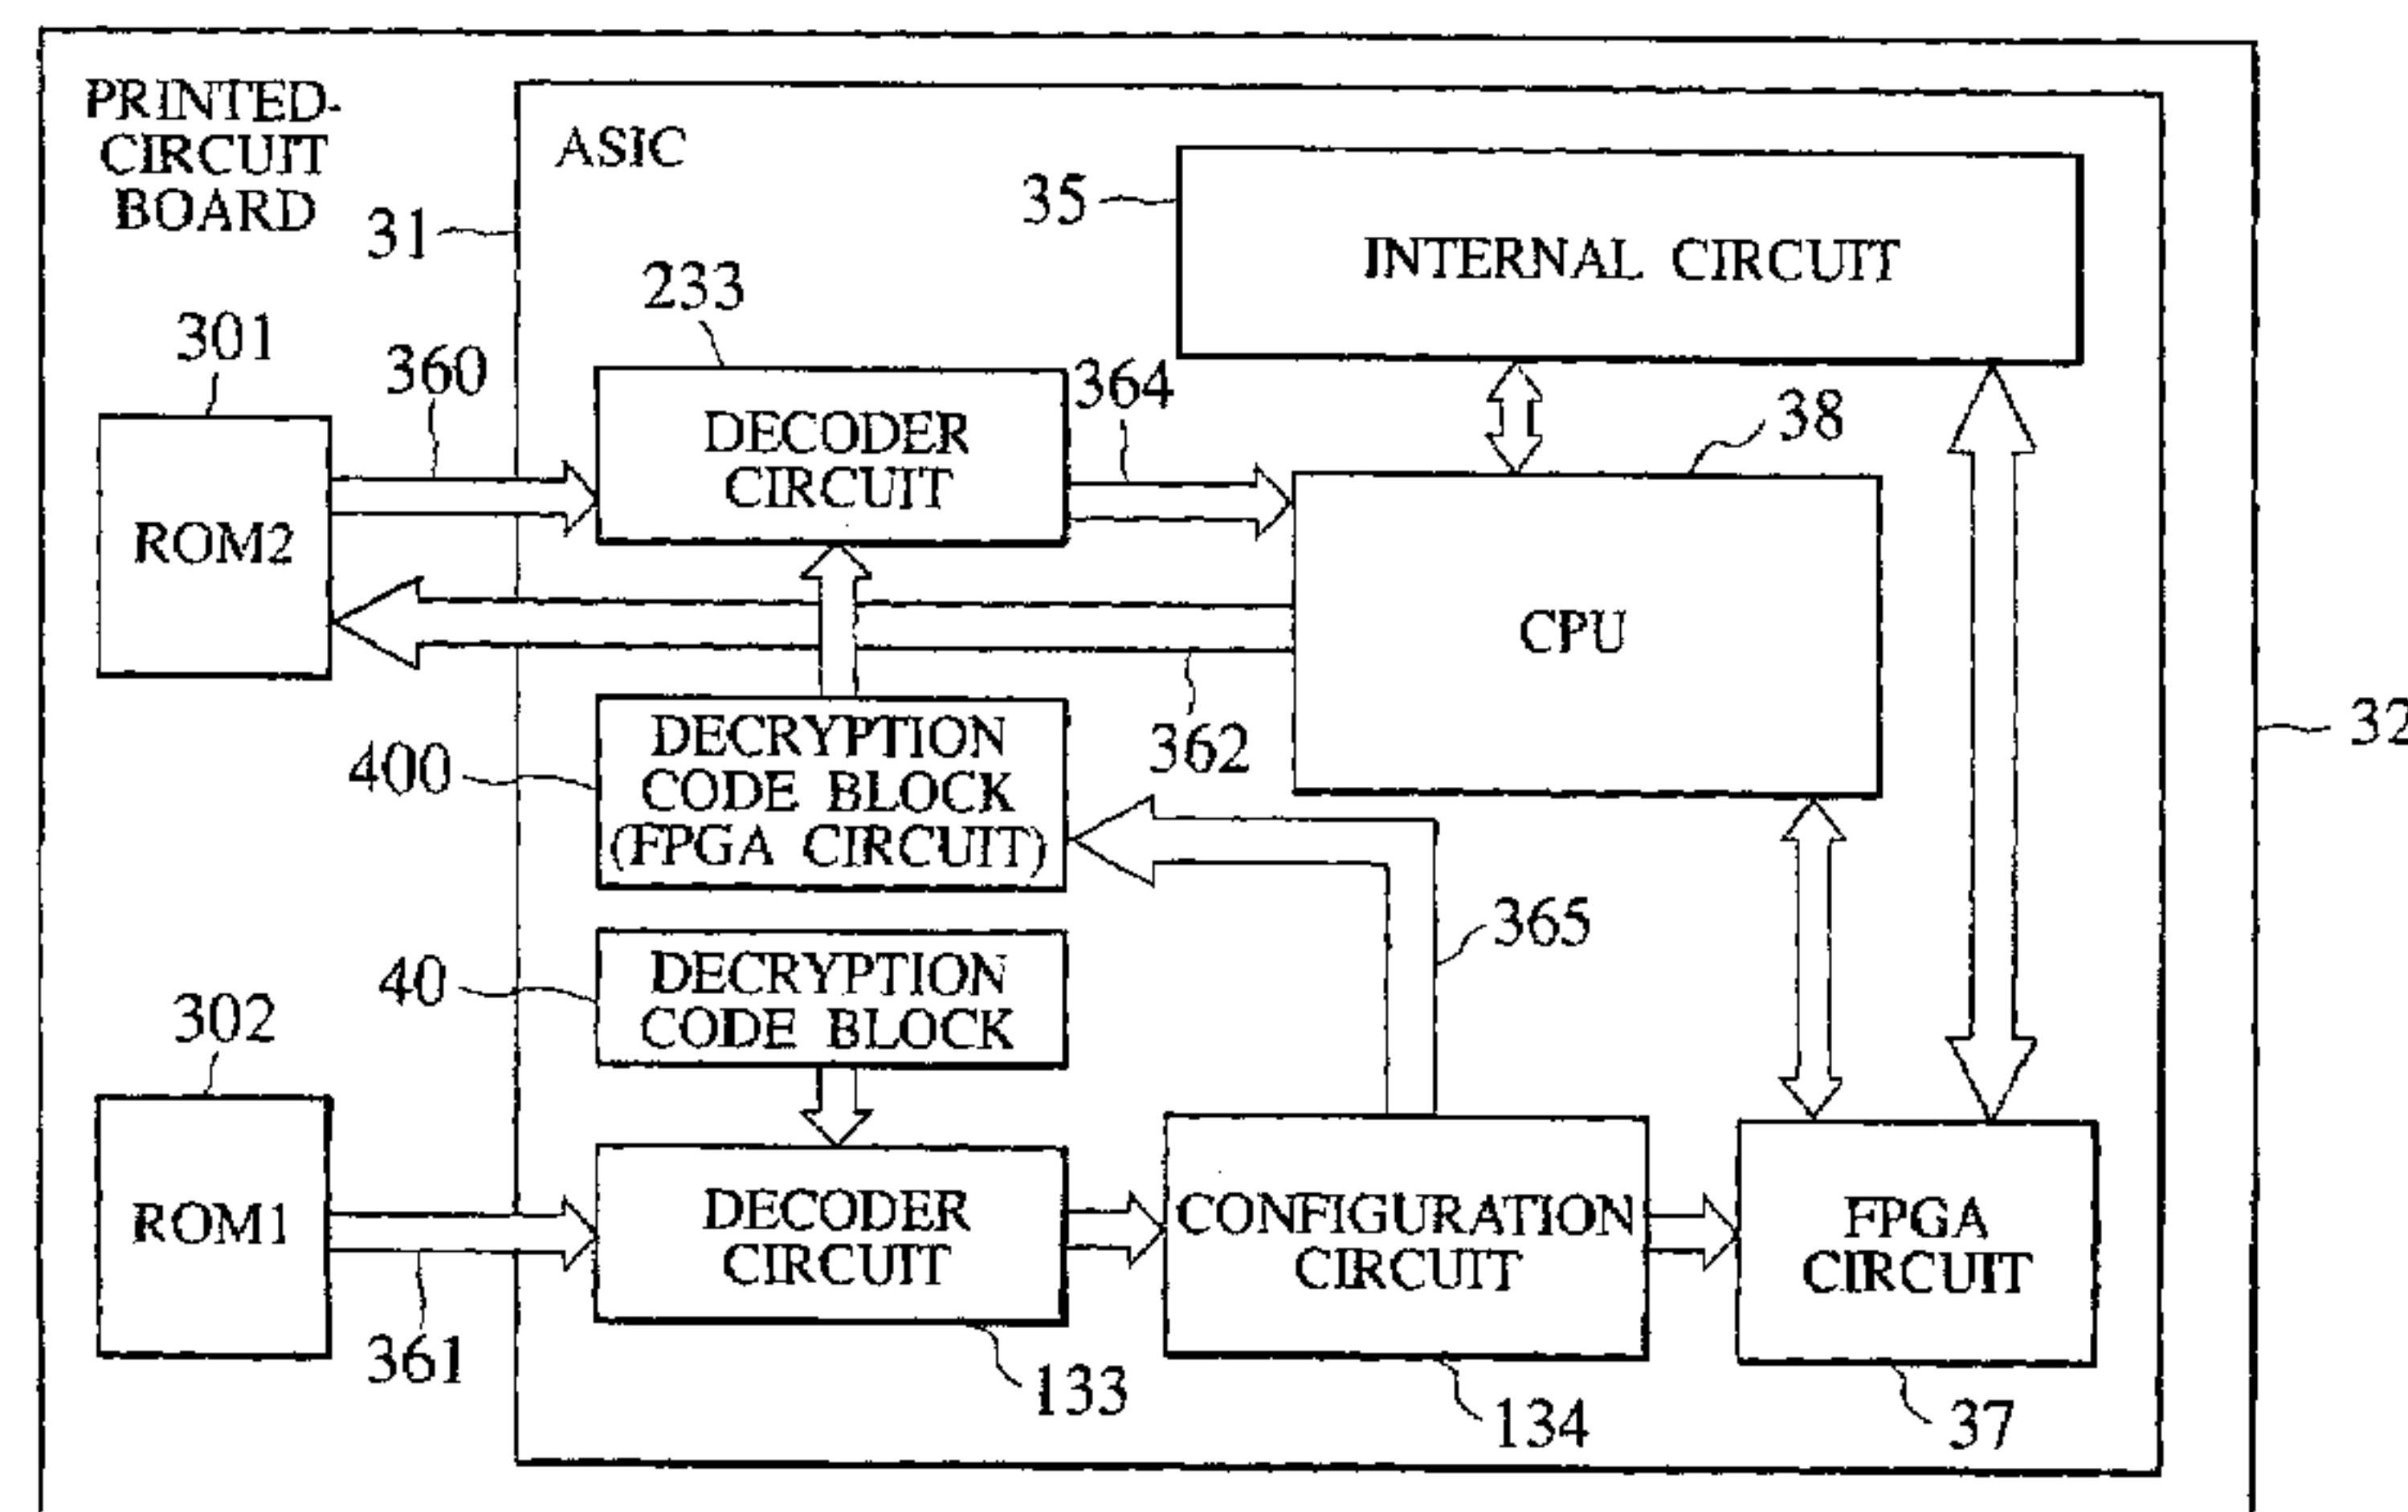 PRINTED-
CIRCUIT
BOARD
ASIC
31
35
INTERNAL CIRCUIT
233
301
360
364
38
DECODER
CIRCUIT
ROM2
CPU
362
32
400
DECRYPTION
CODE BLOCK
(FPGA CIRCUIT)
365
40
DECRYPTION
CODE BLOCK
302
ROM1
361
DECODER
CIRCUIT
133
CONFIGURATION
CIRCUIT
134
FPGA
CIRCUIT
37